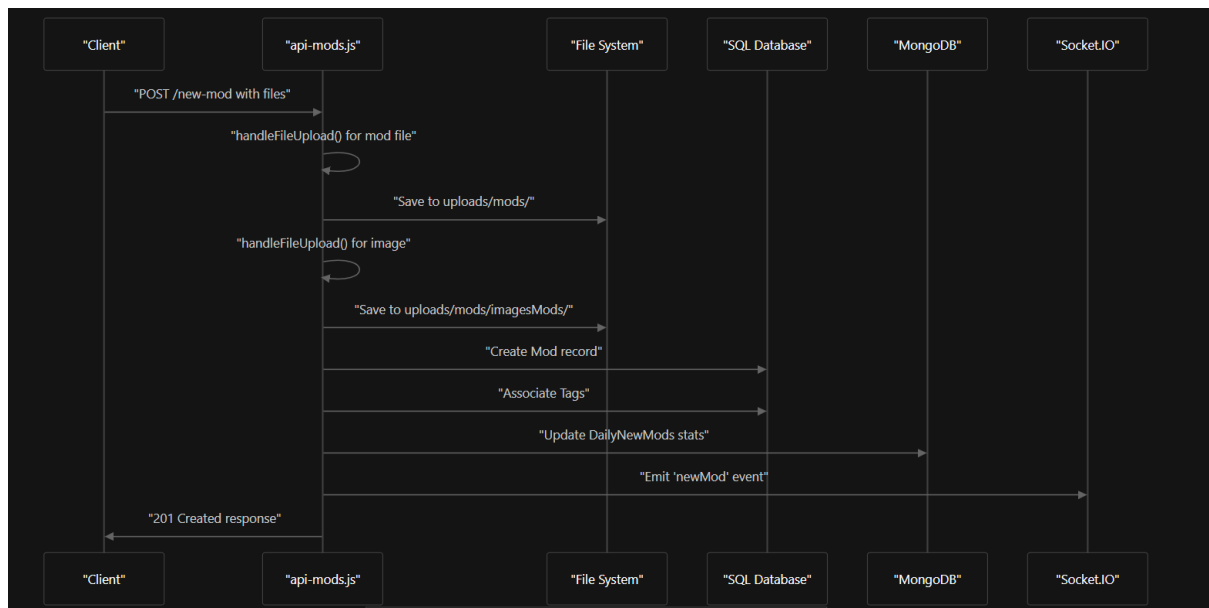 "Client"
"api-mods.js"
"File System"
"SQL Database"
"MongoDB"
"Socket.IO"
"POST /new-mod with files"
"handleFileUpload() for mod file"
"Save to uploads/mods/"
"handleFileUpload() for image"
"Save to uploads/mods/imagesMods/"
"Create Mod record"
"Associate Tags"
"Update DailyNewMods stats"
"Emit 'newMod' event"
"201 Created response"
"Client"
"api-mods.js"
"File System"
"SQL Database"
"MongoDB"
"Socket.IO"